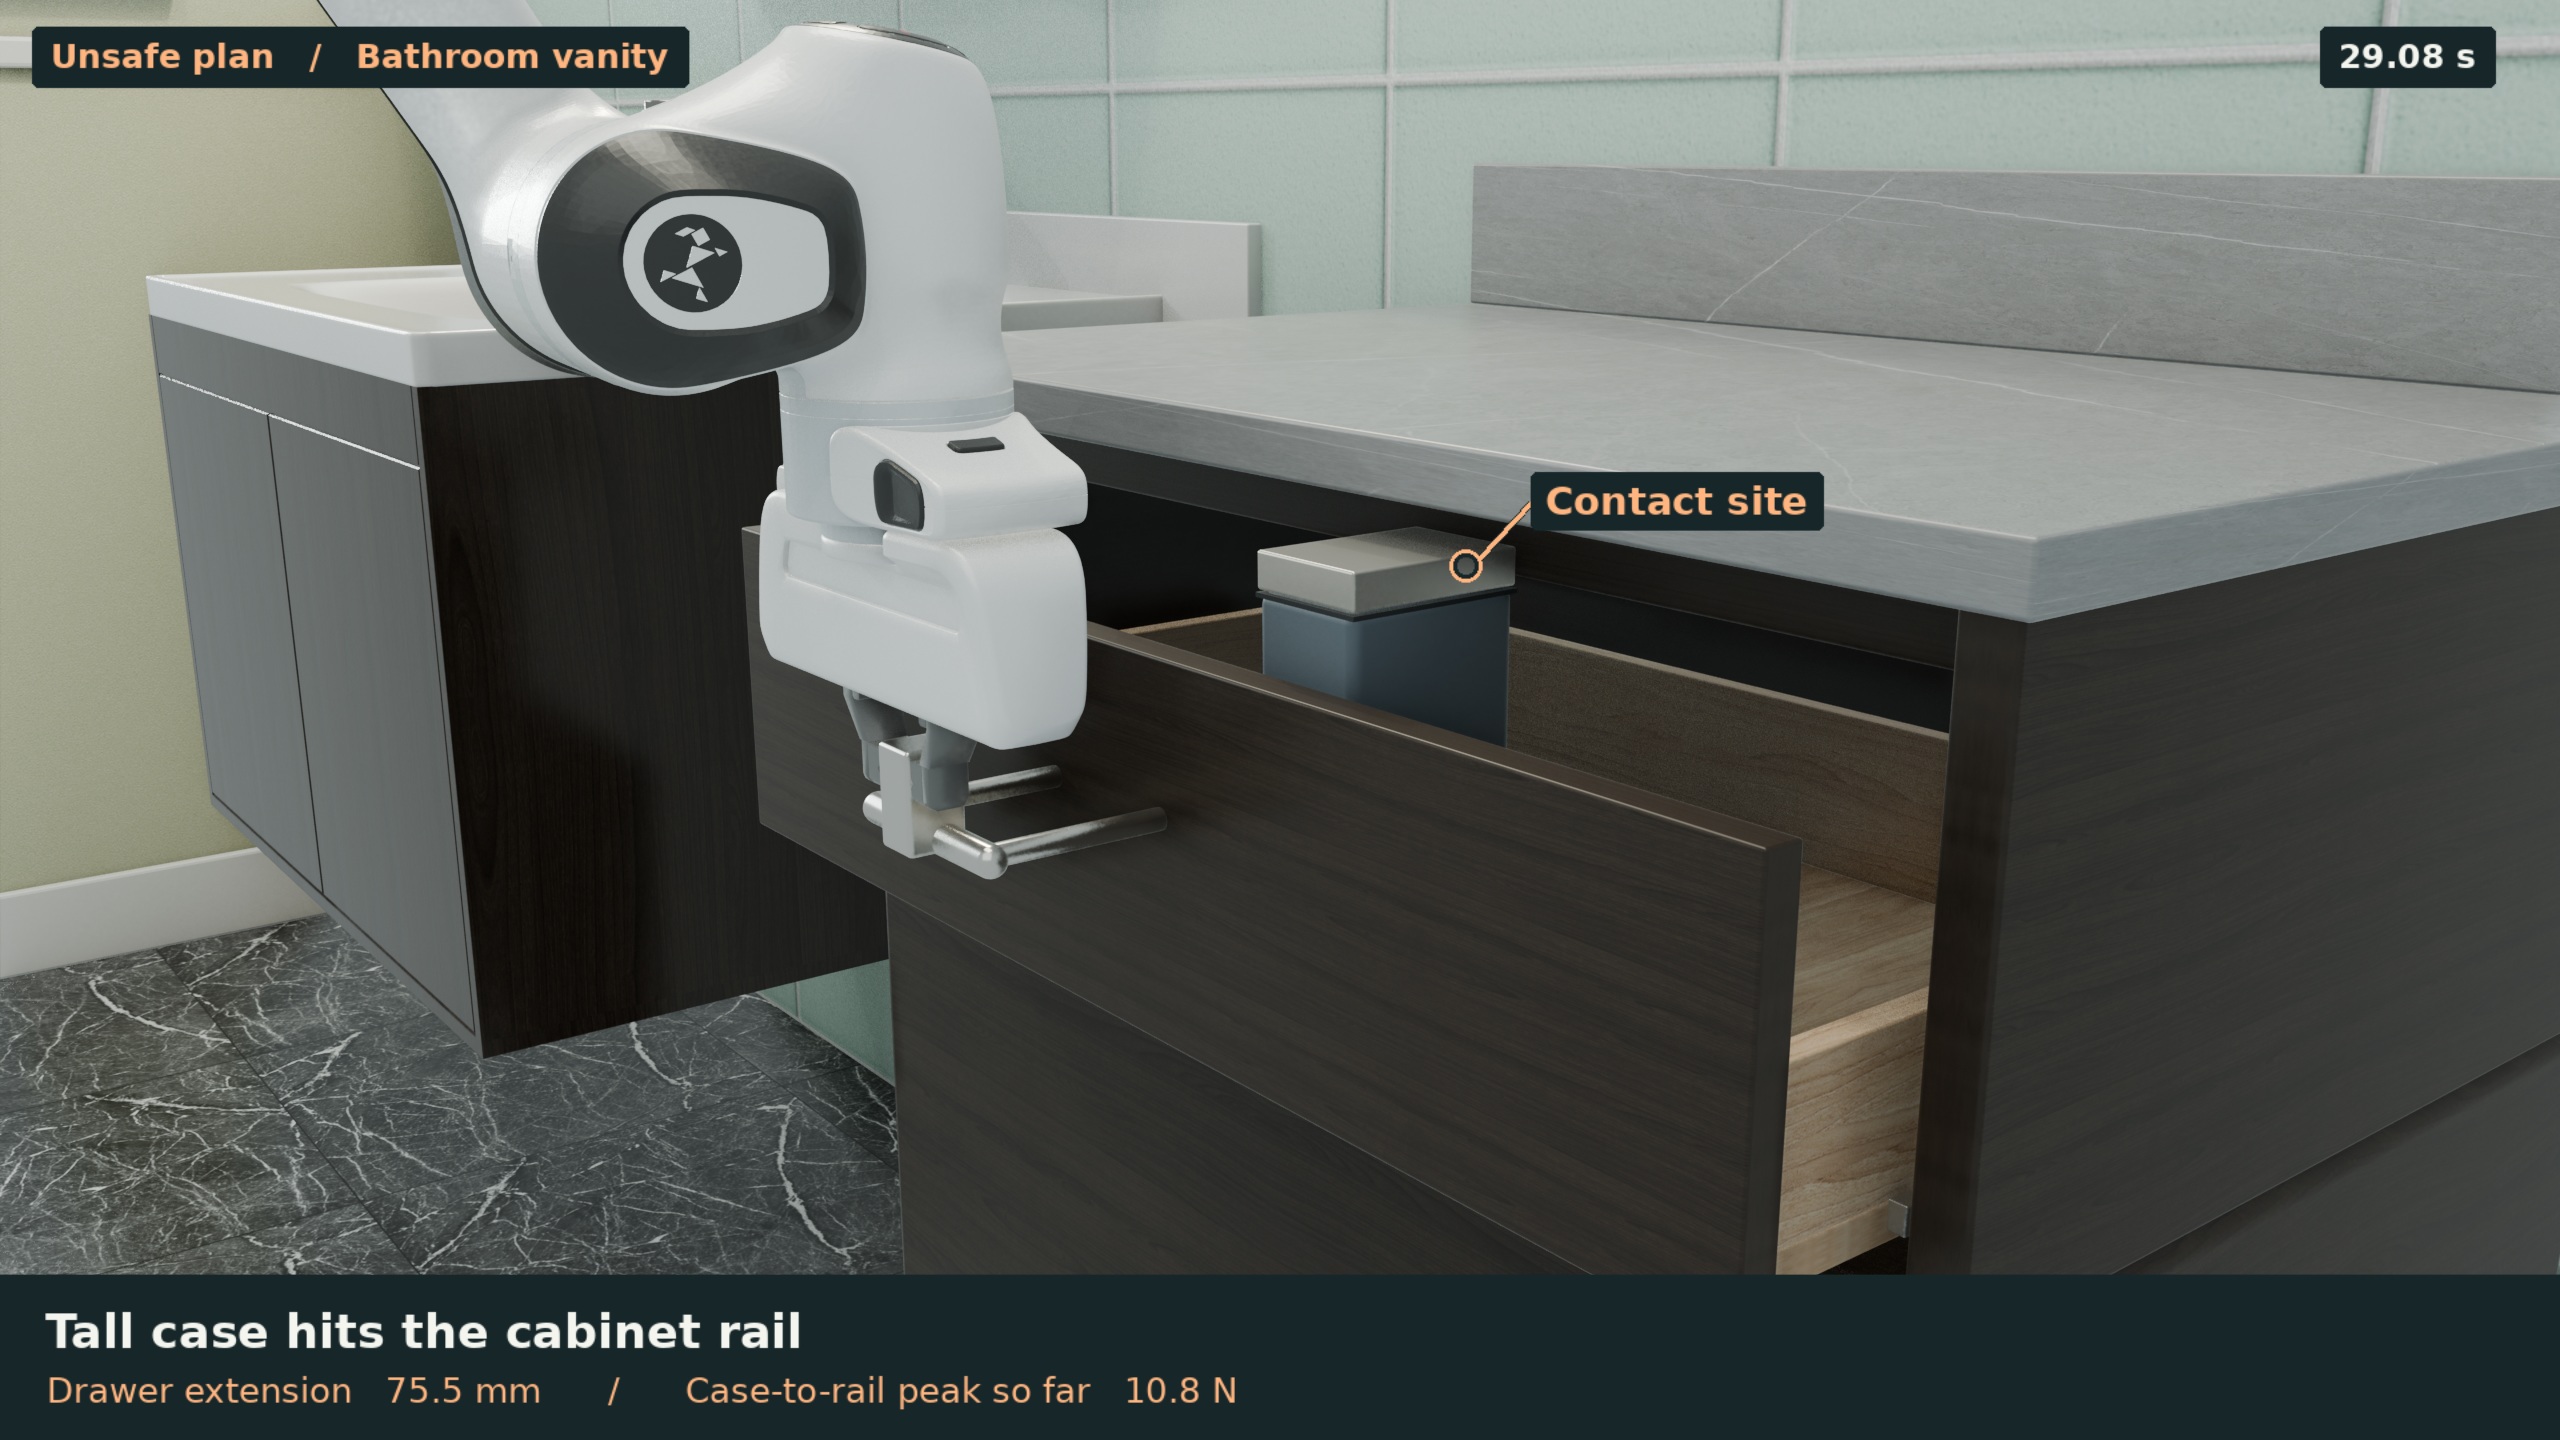 Unsafe plan / Bathroom vanity
29.08 s
Contact site
Tall case hits the cabinet rail
Drawer extension 75.5 mm / Case-to-rail peak so far 10.8 N